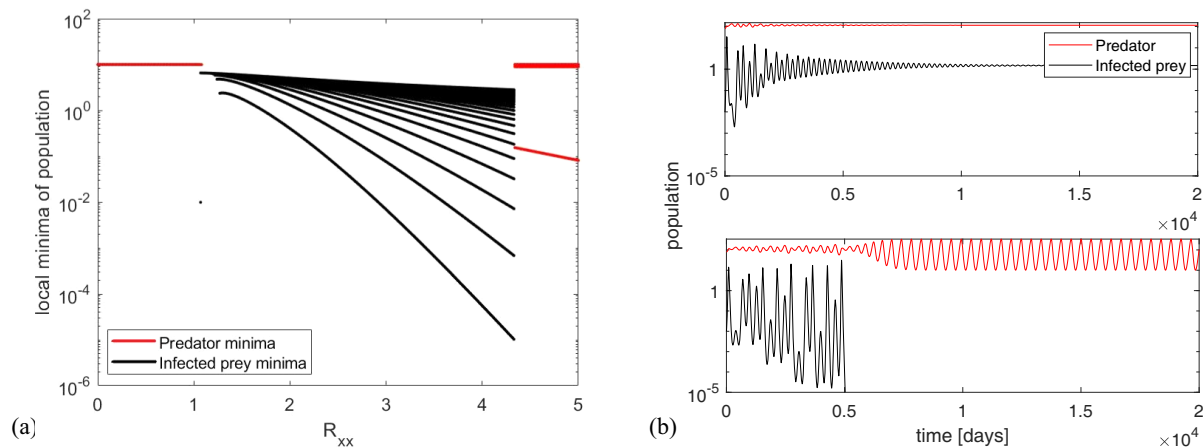 (a)
local minima of population
10^2
10^0
10^-2
10^-4
10^-6
Predator minima
Infected prey minima
0 1 2 3 4 5
R_xx
(b)
population
1
10^-5
Predator
Infected prey
0 0.5 1 1.5 2
×10^4
1
10^-5
0 0.5 1 1.5 2
time [days]
×10^4